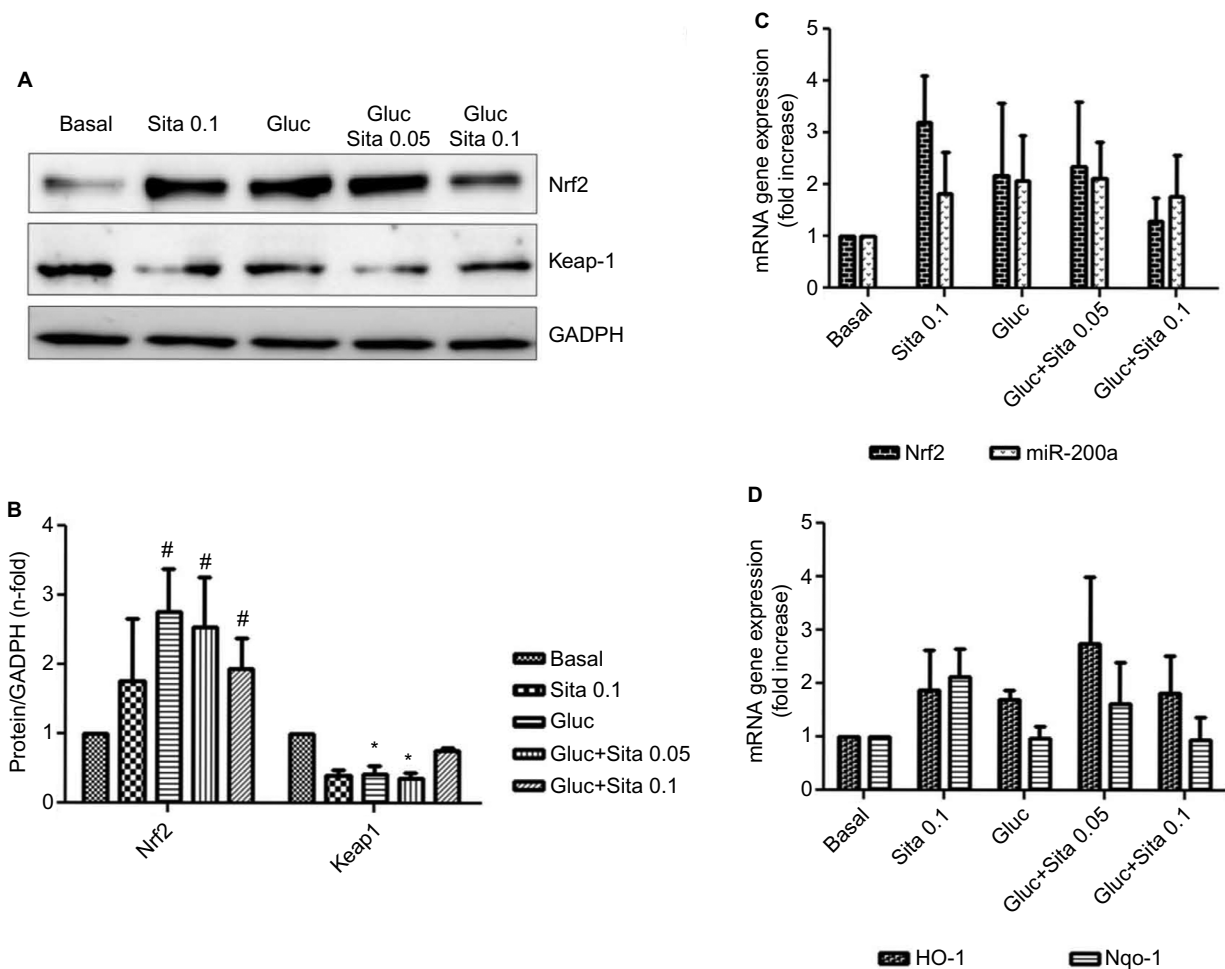 A
Basal
Sita 0.1
Gluc
Gluc
Sita 0.05
Gluc
Sita 0.1
Nrf2
Keap-1
GADPH
B
Protein/GADPH (n-fold)
4
3
2
1
0
#
#
#
*
*
Nrf2
Keap1
Basal
Sita 0.1
Gluc
Gluc+Sita 0.05
Gluc+Sita 0.1
C
mRNA gene expression
(fold increase)
5
4
3
2
1
0
Basal
Sita 0.1
Gluc
Gluc+Sita 0.05
Gluc+Sita 0.1
Nrf2
miR-200a
D
mRNA gene expression
(fold increase)
5
4
3
2
1
0
Basal
Sita 0.1
Gluc
Gluc+Sita 0.05
Gluc+Sita 0.1
HO-1
Nqo-1